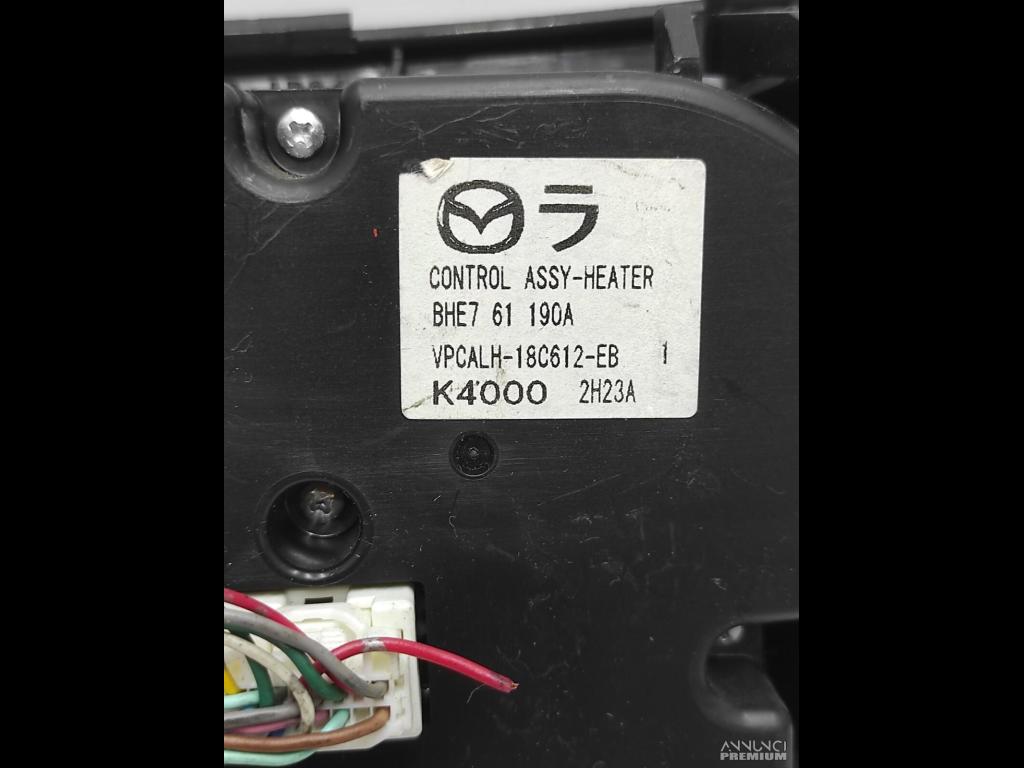 ラ
CONTROL ASSY-HEATER
BHE7 61 190A
VPCALH-18C612-EB 1
K4000 2H23A
ANNUNCI
PREMIUM